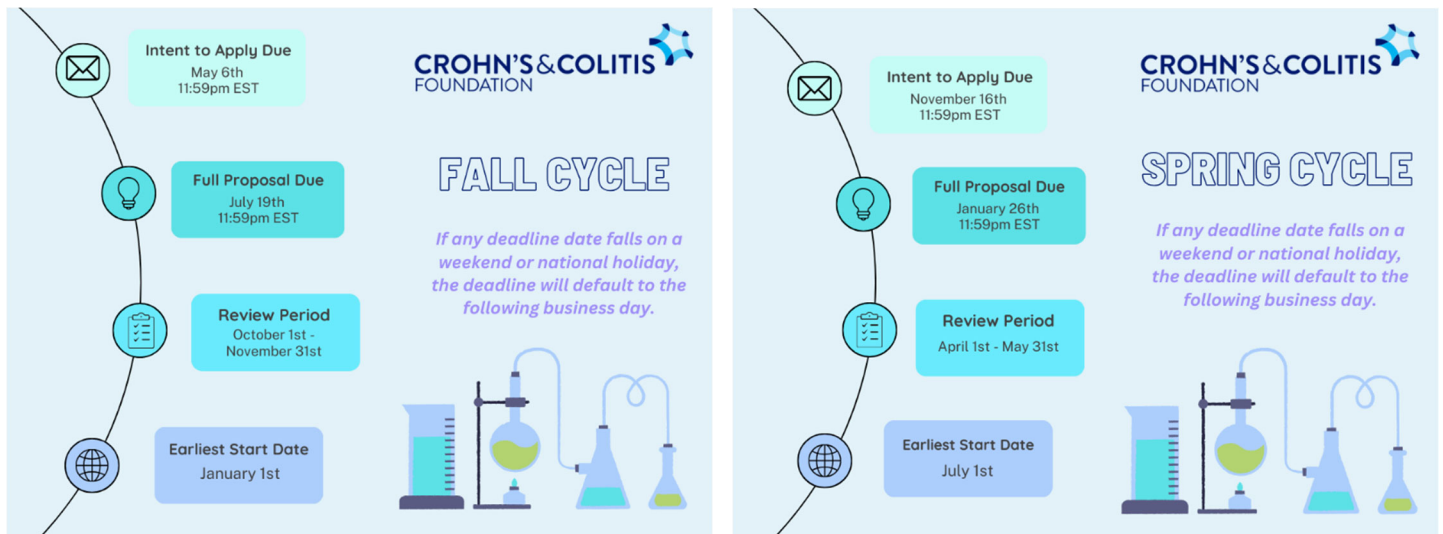 Intent to Apply Due
May 6th
11:59pm EST
Full Proposal Due
July 19th
11:59pm EST
Review Period
October 1st -
November 31st
Earliest Start Date
January 1st
CROHN'S & COLITIS
FOUNDATION
FALL CYCLE
If any deadline date falls on a
weekend or national holiday,
the deadline will default to the
following business day.
Intent to Apply Due
November 16th
11:59pm EST
Full Proposal Due
January 26th
11:59pm EST
Review Period
April 1st - May 31st
Earliest Start Date
July 1st
CROHN'S & COLITIS
FOUNDATION
SPRING CYCLE
If any deadline date falls on a
weekend or national holiday,
the deadline will default to the
following business day.